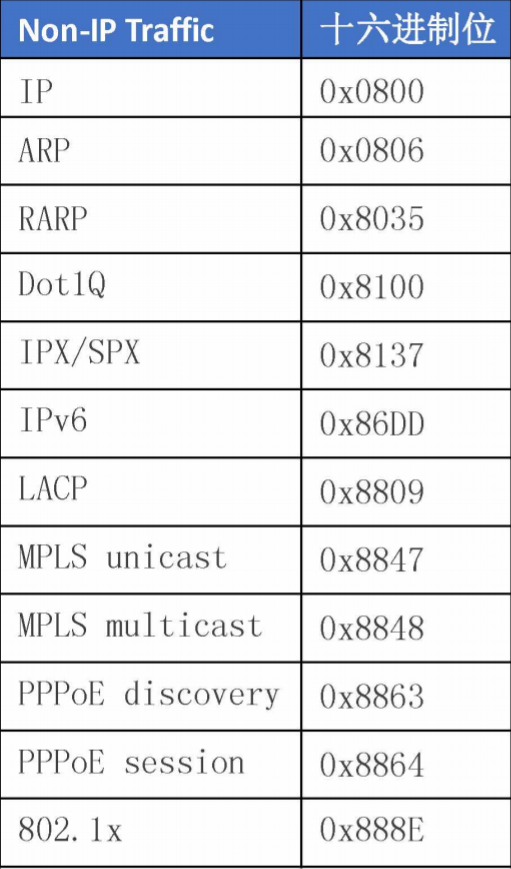 Non-IP Traffic 十六进制位
IP 0x0800
ARP 0x0806
RARP 0x8035
Dot1Q 0x8100
IPX/SPX 0x8137
IPv6 0x86DD
LACP 0x8809
MPLS unicast 0x8847
MPLS multicast 0x8848
PPPoE discovery 0x8863
PPPoE session 0x8864
802.1x 0x888E